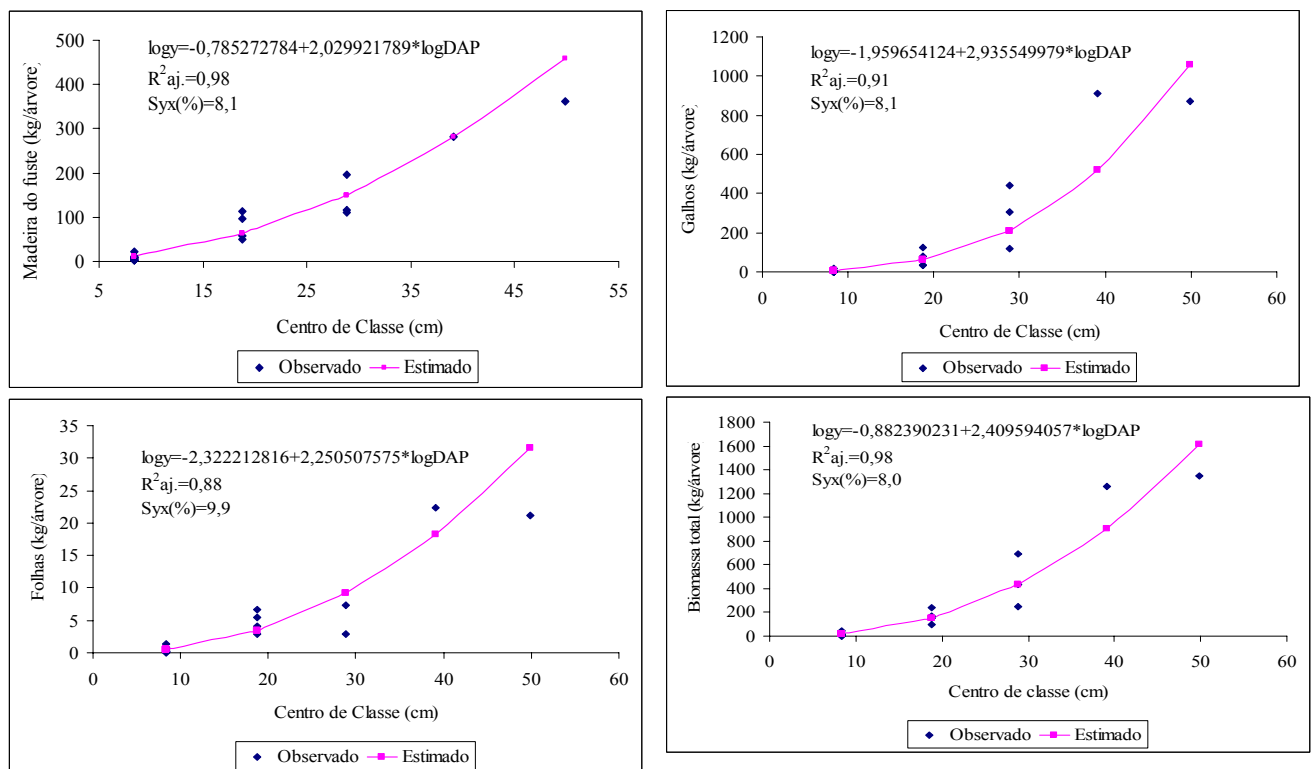 logy=-0,785272784+2,029921789*logDAP
R²aj.=0,98
Syx(%)=8,1
Madeira do fuste (kg/árvore)
500
400
300
200
100
0
5 15 25 35 45 55
Centro de Classe (cm)
Observado Estimado
logy=-1,959654124+2,935549979*logDAP
R²aj.=0,91
Syx(%)=8,1
Galhos (kg/árvore)
1200
1000
800
600
400
200
0
0 10 20 30 40 50 60
Centro de Classe (cm)
Observado Estimado
logy=-2,322212816+2,250507575*logDAP
R²aj.=0,88
Syx(%)=9,9
Folhas (kg/árvore)
35
30
25
20
15
10
5
0
0 10 20 30 40 50 60
Centro de Classe (cm)
Observado Estimado
logy=-0,882390231+2,409594057*logDAP
R²aj.=0,98
Syx(%)=8,0
Biomassa total (kg/árvore
1800
1600
1400
1200
1000
800
600
400
200
0
0 10 20 30 40 50 60
Centro de classe (cm)
Observado Estimado